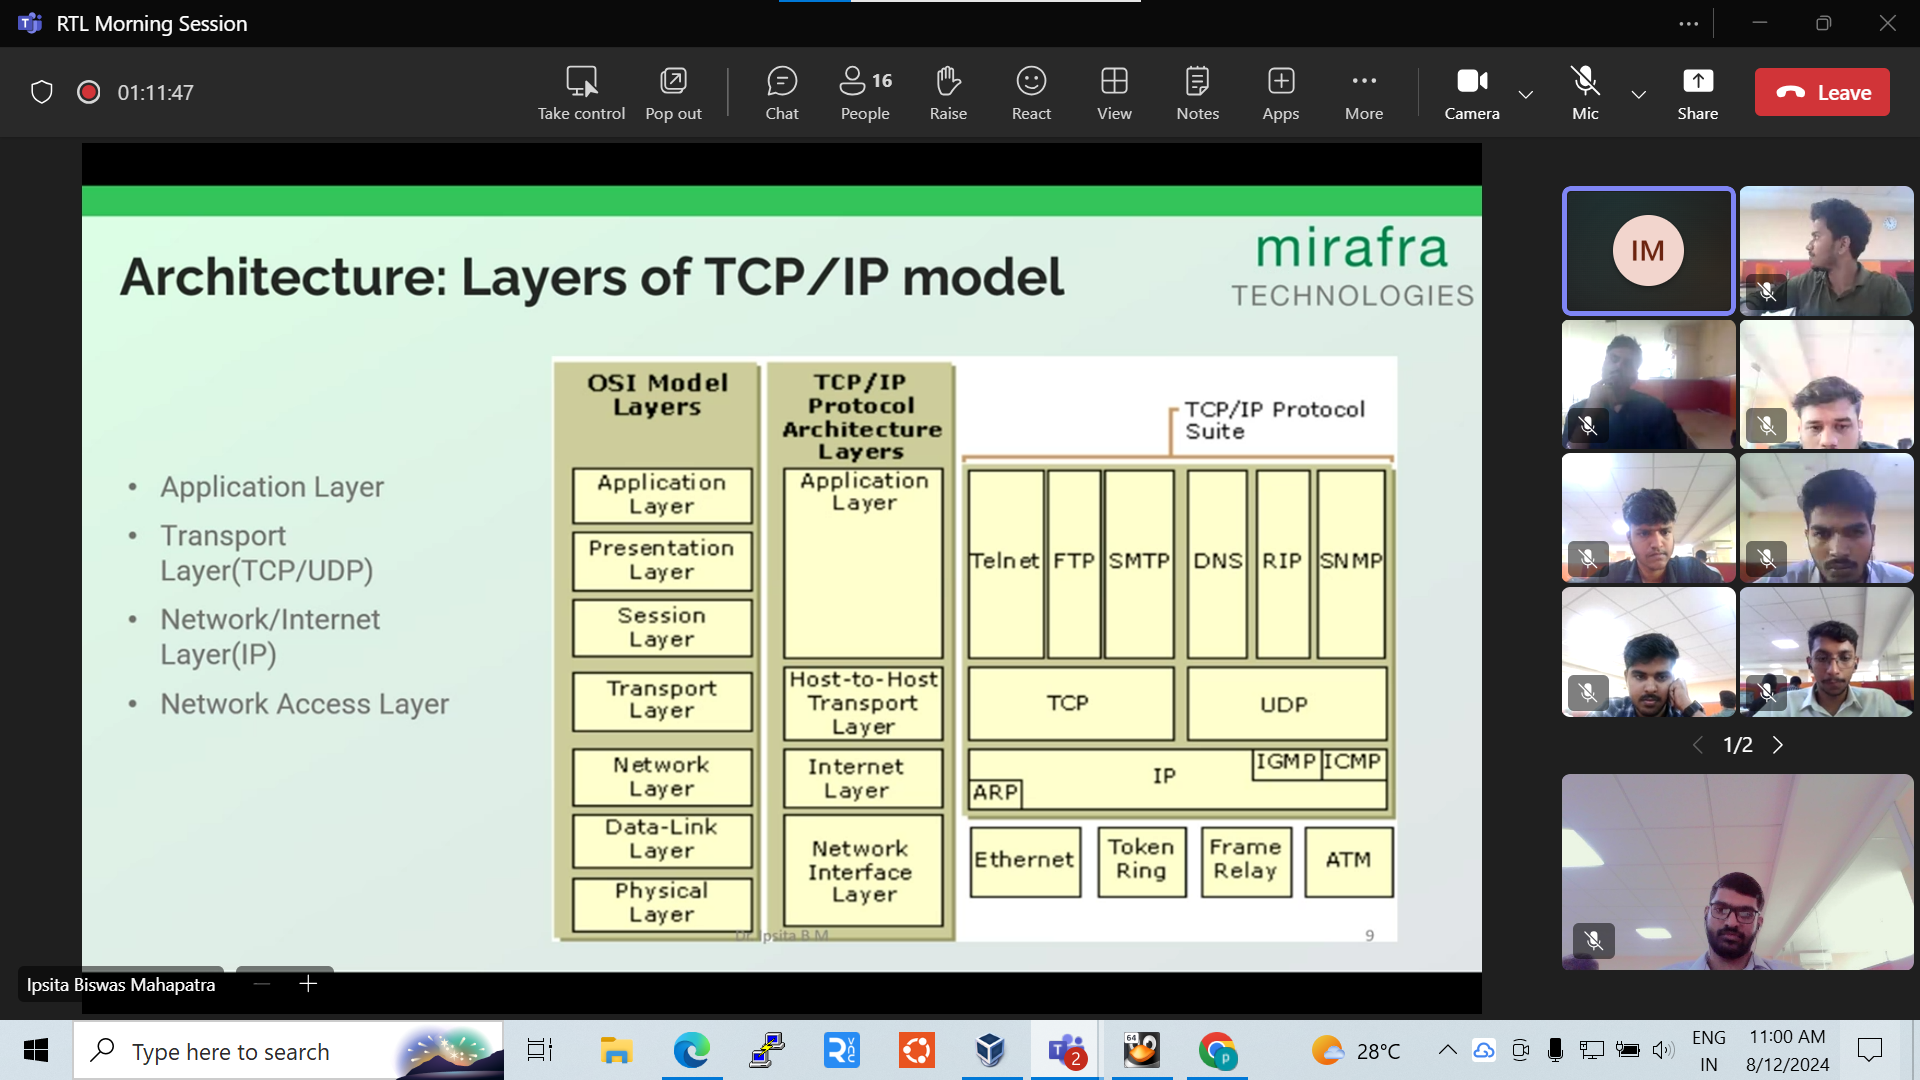 RTL Morning Session
01:11:47
Take control
Pop out
Chat
16
People
Raise
React
View
Notes
Apps
More
Camera
Mic
Share
Leave
Architecture: Layers of TCP/IP model
mirafra
TECHNOLOGIES
• Application Layer
• Transport
Layer(TCP/UDP)
• Network/Internet
Layer(IP)
• Network Access Layer
OSI Model
Layers
Application
Layer
Presentation
Layer
Session
Layer
Transport
Layer
Network
Layer
Data-Link
Layer
Physical
Layer
TCP/IP
Protocol
Architecture
Layers
Application
Layer
Host-to-Host
Transport
Layer
Internet
Layer
Network
Interface
Layer
TCP/IP Protocol
Suite
Telnet
FTP
SMTP
DNS
RIP
SNMP
TCP
UDP
IP
IGMP
ICMP
ARP
Ethernet
Token
Ring
Frame
Relay
ATM
Dr. Ipsita B M
9
IM
1/2
Ipsita Biswas Mahapatra
Type here to search
2
64
p
28°C
ENG
IN
11:00 AM
8/12/2024